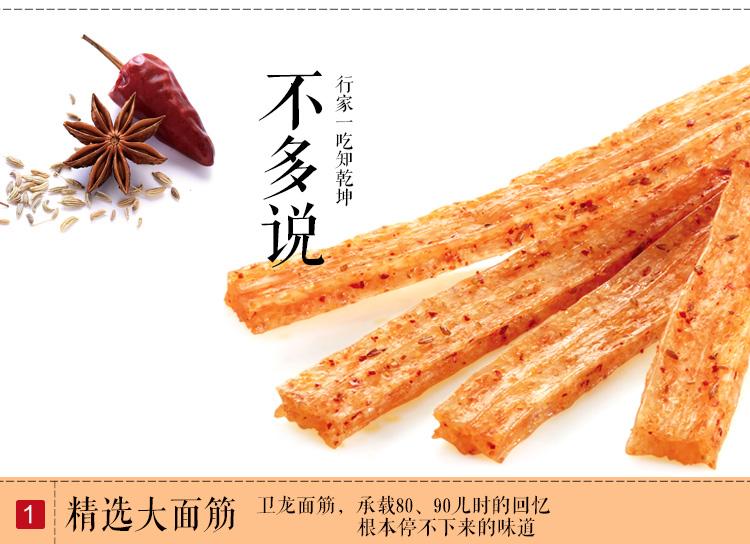 不多说
行家一吃知乾坤
1
精选大面筋
卫龙面筋，承载80、90儿时的回忆
根本停不下来的味道